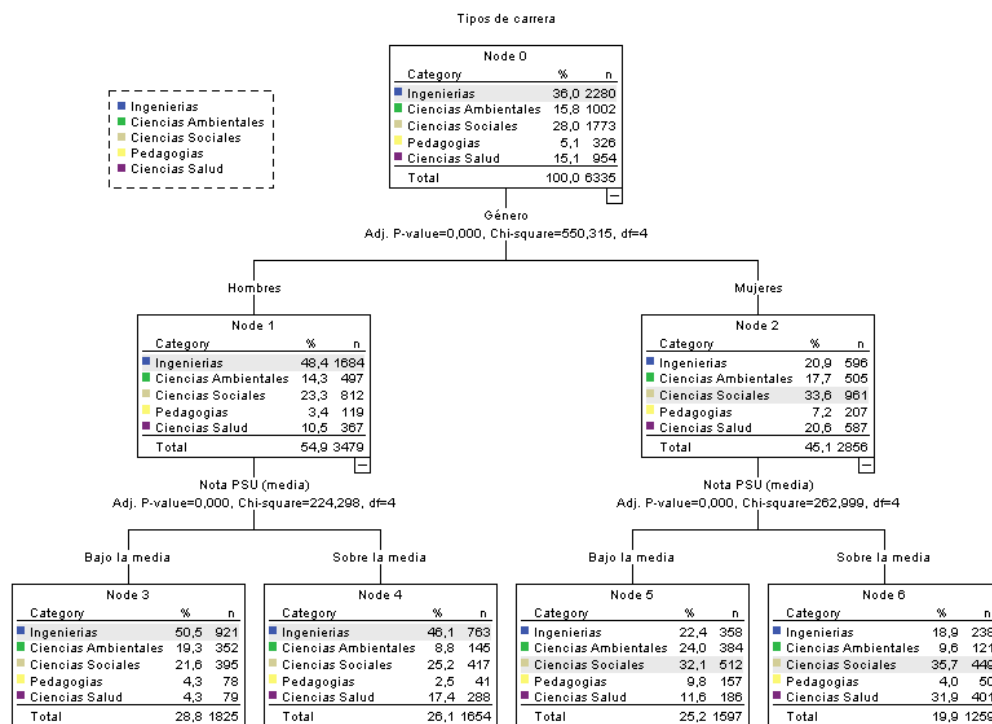 Tipos de carrera
Node 0
Category % n
Ingenierias 36,0 2280
Ciencias Ambientales 15,8 1002
Ciencias Sociales 28,0 1773
Pedagogias 5,1 326
Ciencias Salud 15,1 954
Total 100,0 6335
Ingenierias
Ciencias Ambientales
Ciencias Sociales
Pedagogias
Ciencias Salud
Género
Adj. P-value=0,000, Chi-square=550,315, df=4
Hombres
Mujeres
Node 1
Category % n
Ingenierias 48,4 1684
Ciencias Ambientales 14,3 497
Ciencias Sociales 23,3 812
Pedagogias 3,4 119
Ciencias Salud 10,5 367
Total 54,9 3479
Node 2
Category % n
Ingenierias 20,9 596
Ciencias Ambientales 17,7 505
Ciencias Sociales 33,6 961
Pedagogias 7,2 207
Ciencias Salud 20,6 587
Total 45,1 2856
Nota PSU (media)
Adj. P-value=0,000, Chi-square=224,298, df=4
Nota PSU (media)
Adj. P-value=0,000, Chi-square=262,999, df=4
Bajo la media
Sobre la media
Bajo la media
Sobre la media
Node 3
Category % n
Ingenierias 50,5 921
Ciencias Ambientales 19,3 352
Ciencias Sociales 21,6 395
Pedagogias 4,3 78
Ciencias Salud 4,3 79
Total 28,8 1825
Node 4
Category % n
Ingenierias 46,1 763
Ciencias Ambientales 8,8 145
Ciencias Sociales 25,2 417
Pedagogias 2,5 41
Ciencias Salud 17,4 288
Total 26,1 1654
Node 5
Category % n
Ingenierias 22,4 358
Ciencias Ambientales 24,0 384
Ciencias Sociales 32,1 512
Pedagogias 9,8 157
Ciencias Salud 11,6 186
Total 25,2 1597
Node 6
Category % n
Ingenierias 18,9 238
Ciencias Ambientales 9,6 121
Ciencias Sociales 35,7 449
Pedagogias 4,0 50
Ciencias Salud 31,9 401
Total 19,9 1259